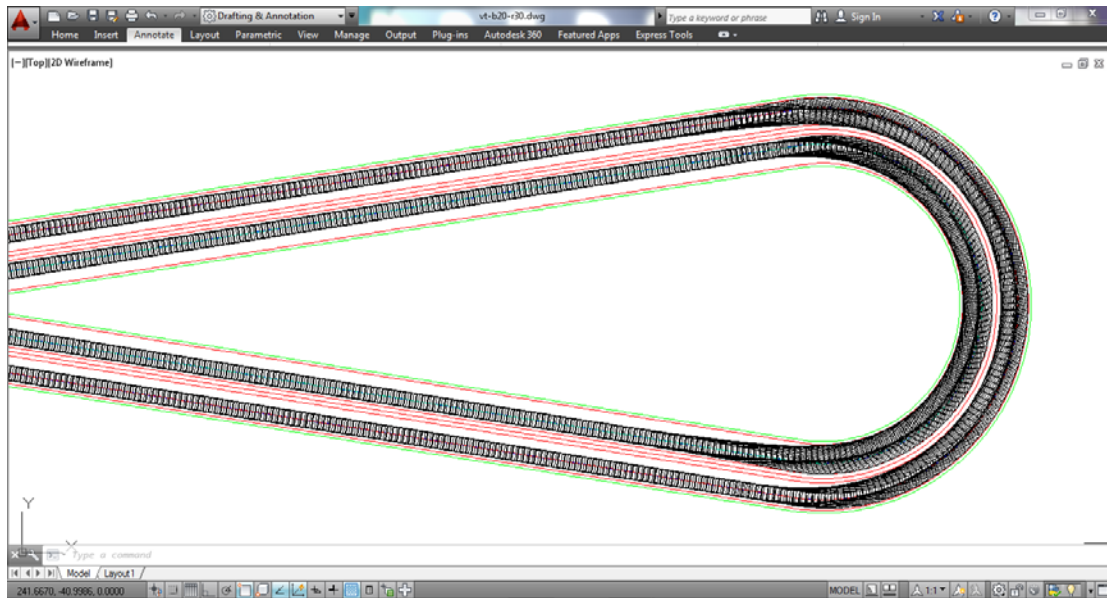 Drafting & Annotation
vt-b20-r30.dwg
Type a keyword or phrase
Sign In
Home Insert Annotate Layout Parametric View Manage Output Plug-ins Autodesk 360 Featured Apps Express Tools
[−][Top][2D Wireframe]
Y
X
Type a command
Model Layout1
241.6670, -40.9986, 0.0000
MODEL
1:1